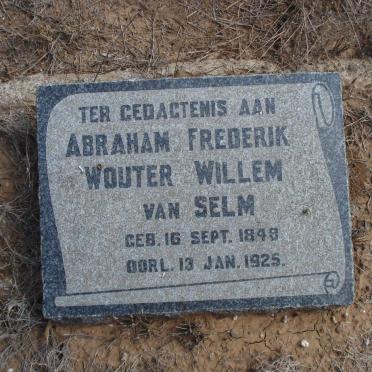 TER GEDACTENIS AAN
ABRAHAM FREDERIK
WOUTER WILLEM
VAN SELM
GEB. 16 SEPT. 1848
OORL. 13 JAN. 1925.